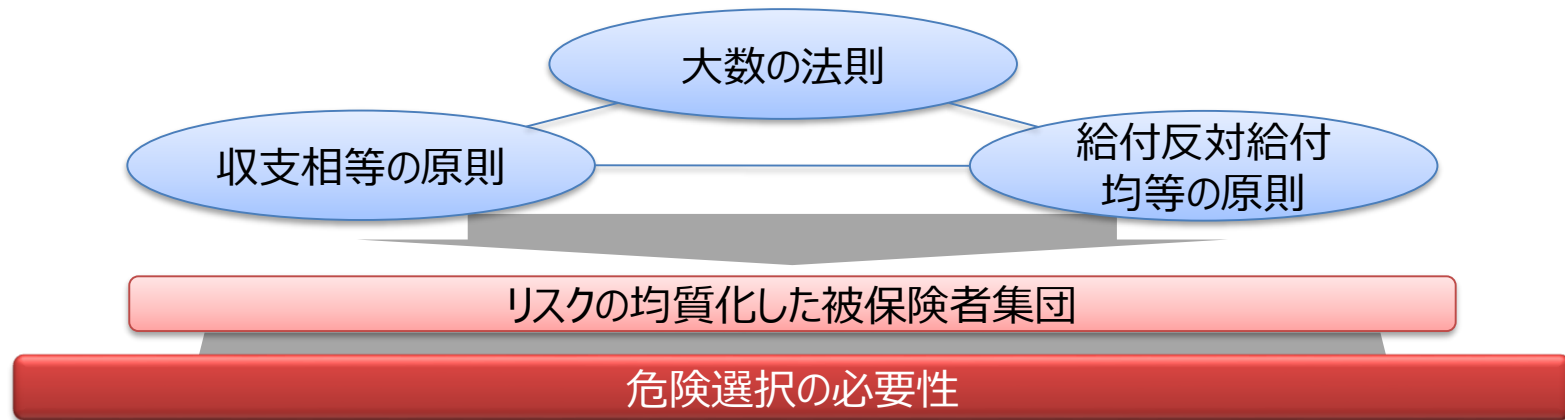 大数の法則
収支相等の原則
給付反対給付
均等の原則
リスクの均質化した被保険者集団
危険選択の必要性